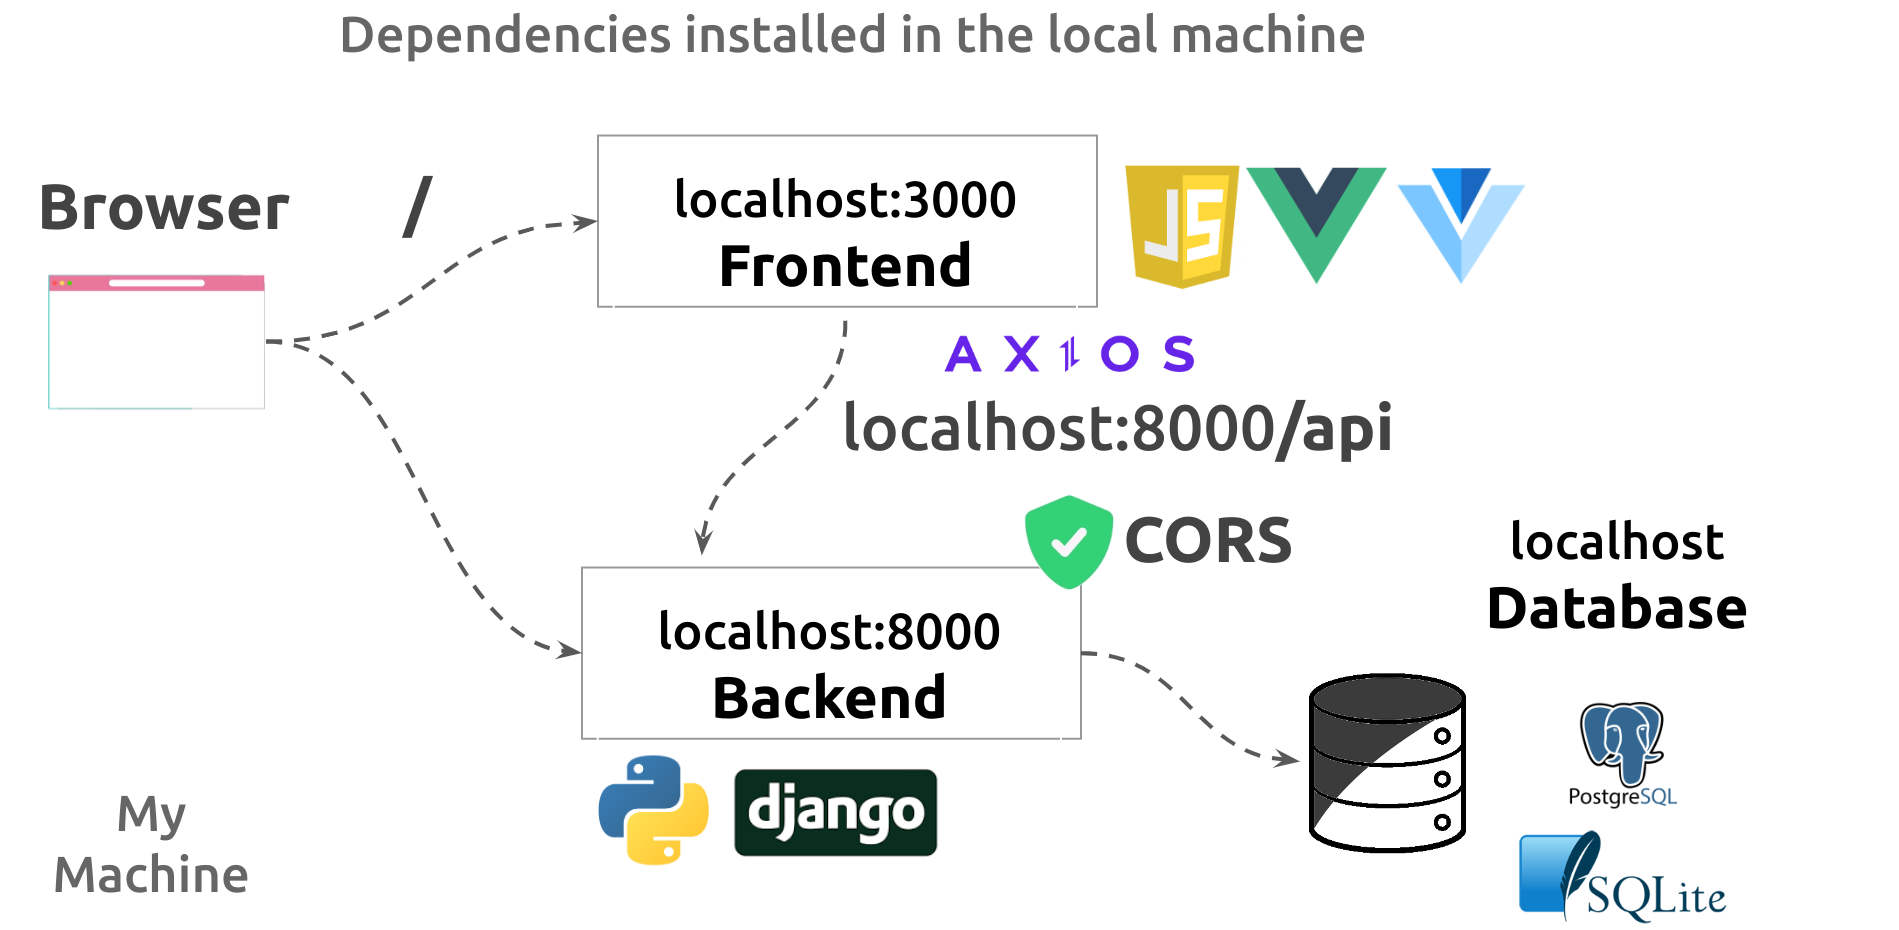 Dependencies installed in the local machine
Browser
/
localhost:3000
Frontend
JS
AXIOS
localhost:8000/api
CORS
localhost:8000
Backend
django
localhost
Database
PostgreSQL
SQLite
My
Machine